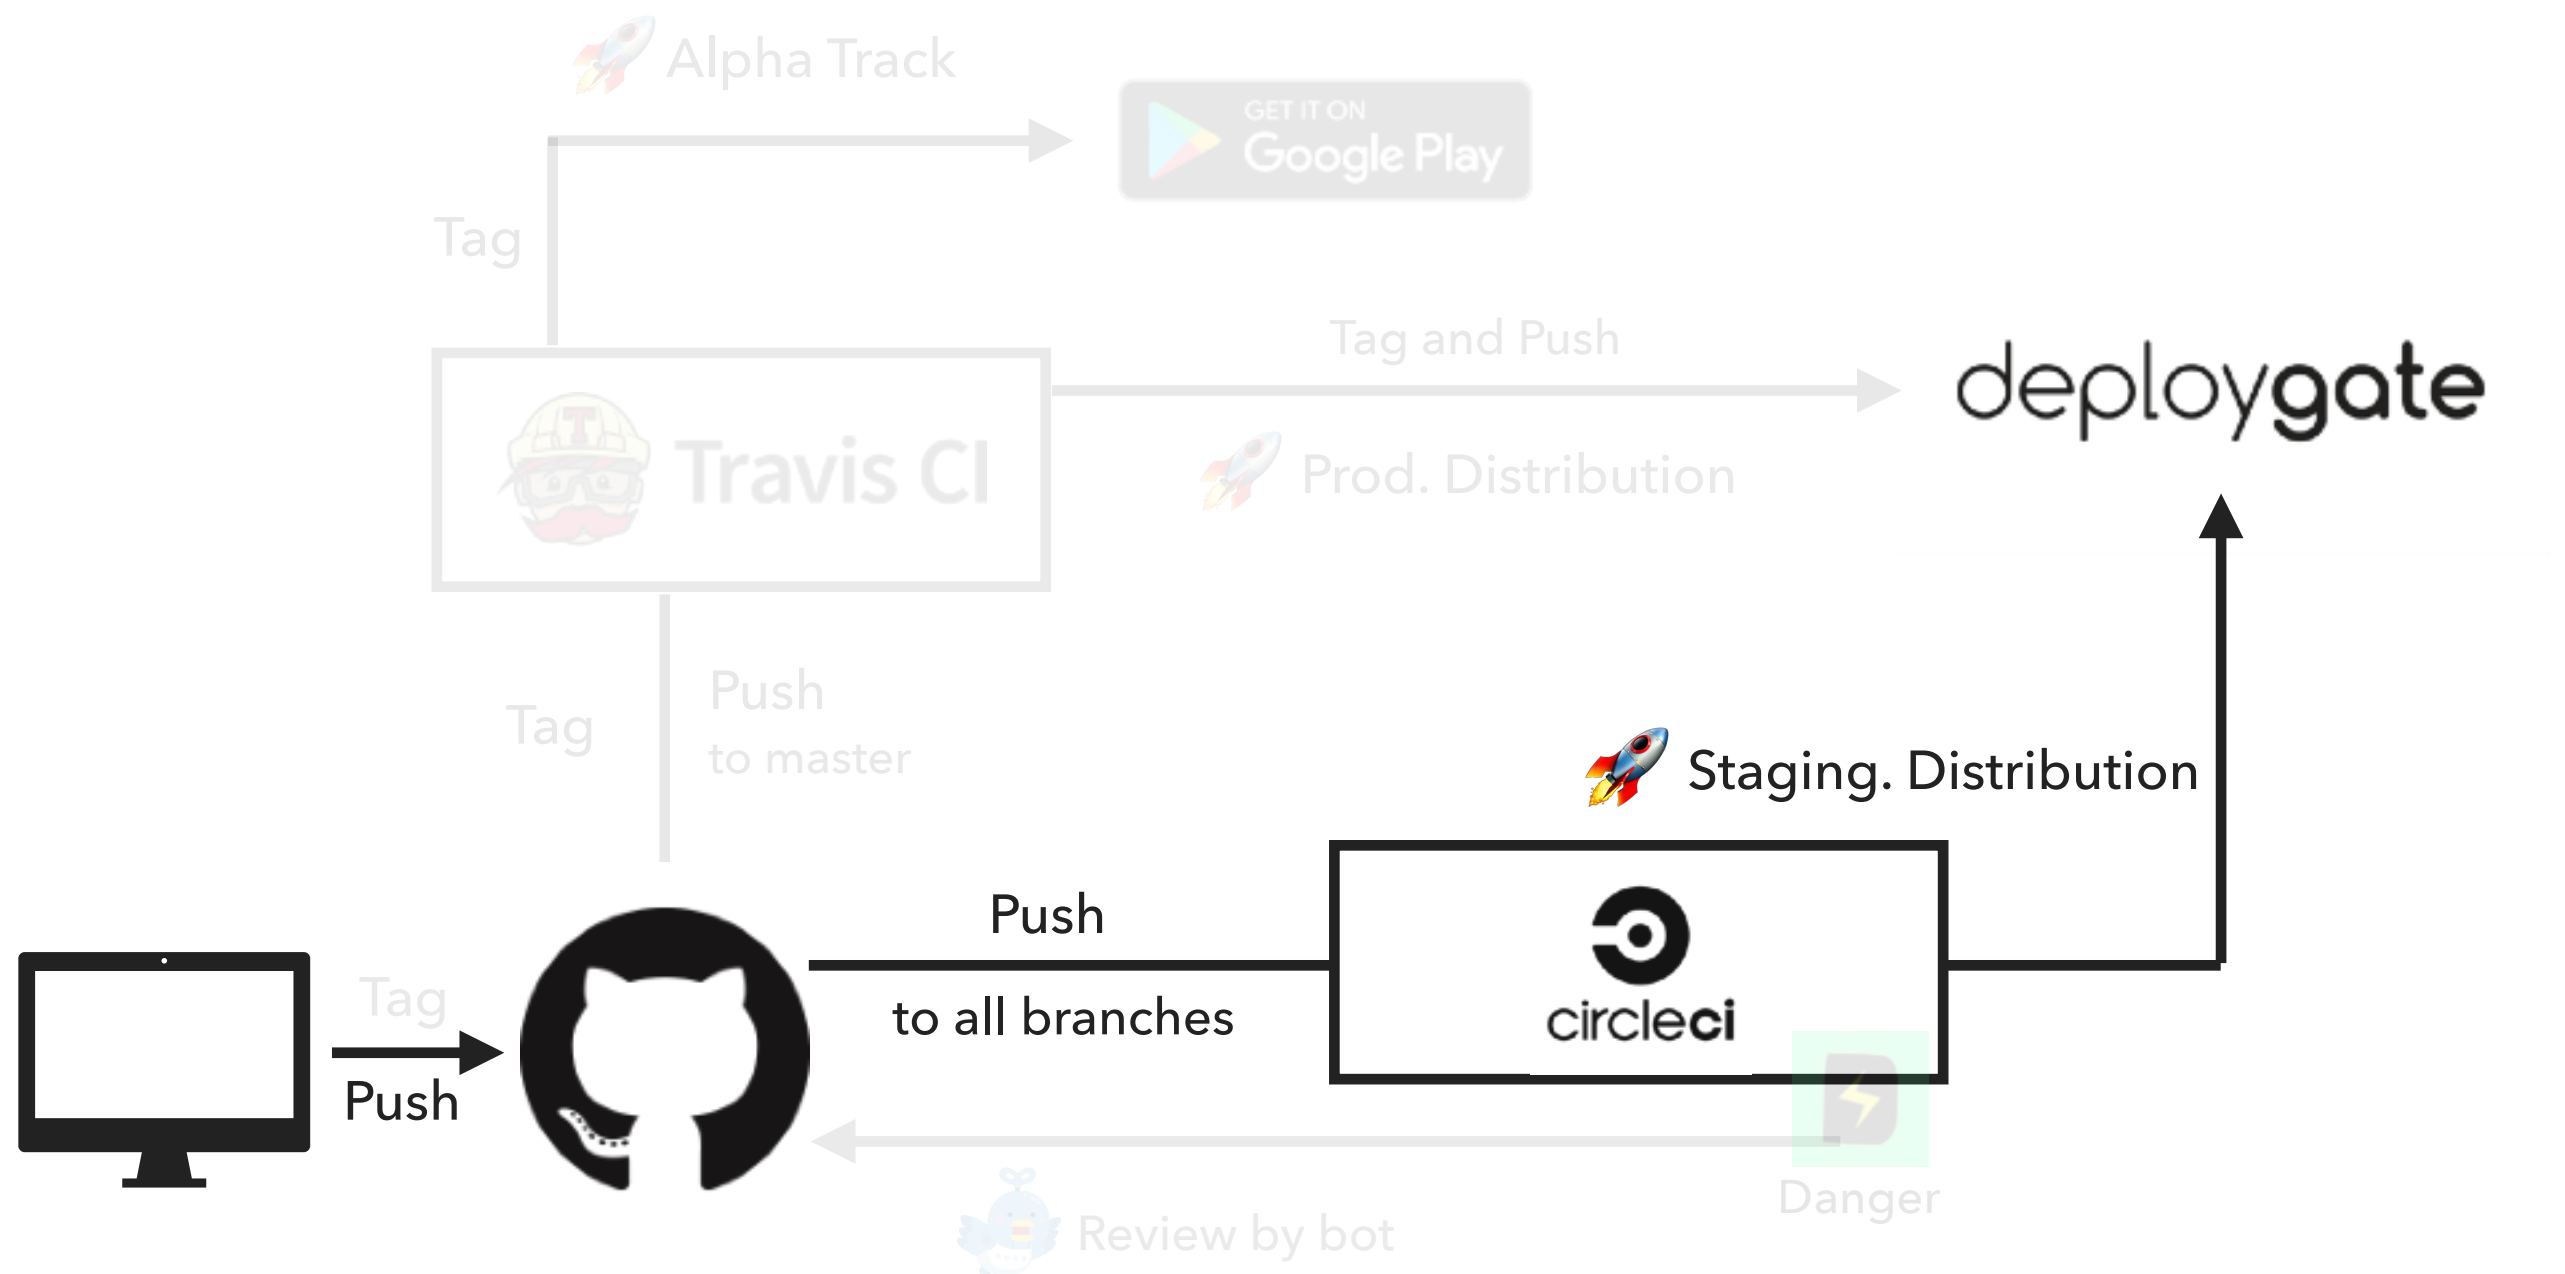 Alpha Track
GET IT ON
Google Play
Tag
Tag and Push
deploygate
T
Travis CI
Prod. Distribution
Tag
Push
to master
Staging. Distribution
Push
to all branches
circleci
Tag
Push
Danger
Review by bot